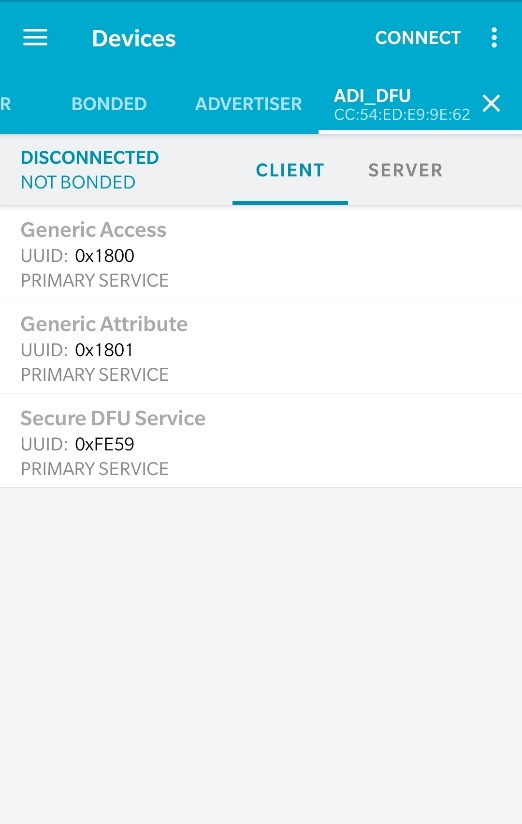 Devices
CONNECT
R
BONDED
ADVERTISER
ADI_DFU
CC:54:ED:E9:9E:62
DISCONNECTED
NOT BONDED
CLIENT
SERVER
Generic Access
UUID: 0x1800
PRIMARY SERVICE
Generic Attribute
UUID: 0x1801
PRIMARY SERVICE
Secure DFU Service
UUID: 0xFE59
PRIMARY SERVICE